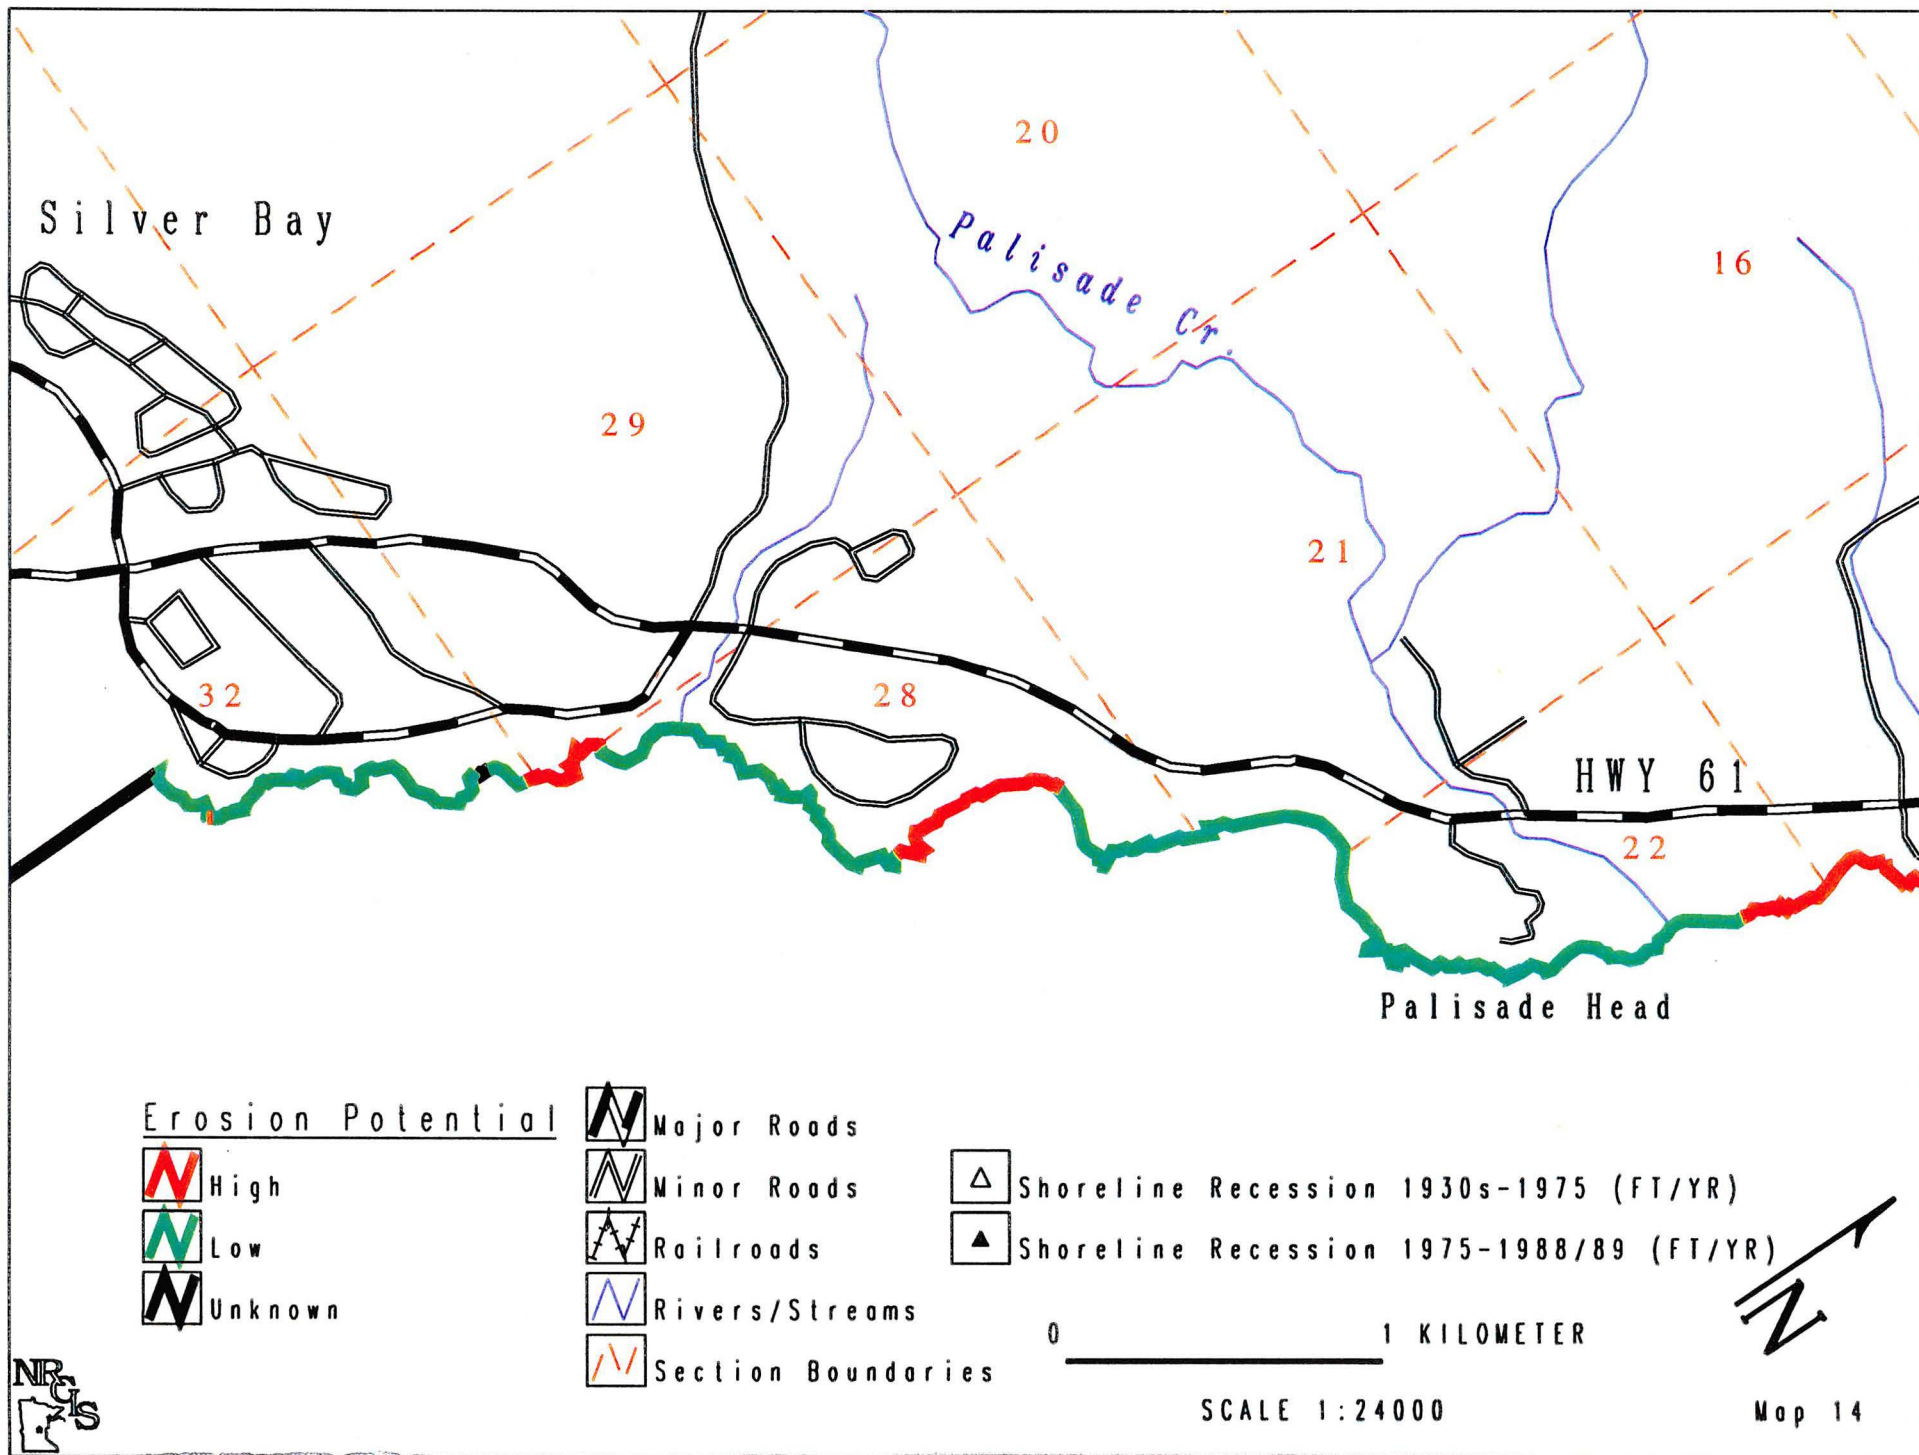 20
Silver Bay
Palisade Cr.
16
29
21
32
28
HWY 61
22
Palisade Head
Erosion Potential
High
Low
Unknown
Major Roads
Minor Roads
Railroads
Rivers/Streams
Section Boundaries
Shoreline Recession 1930s-1975 (FT/YR)
Shoreline Recession 1975-1988/89 (FT/YR)
0 1 KILOMETER
SCALE 1:24000
N
Map 14
NRGIS